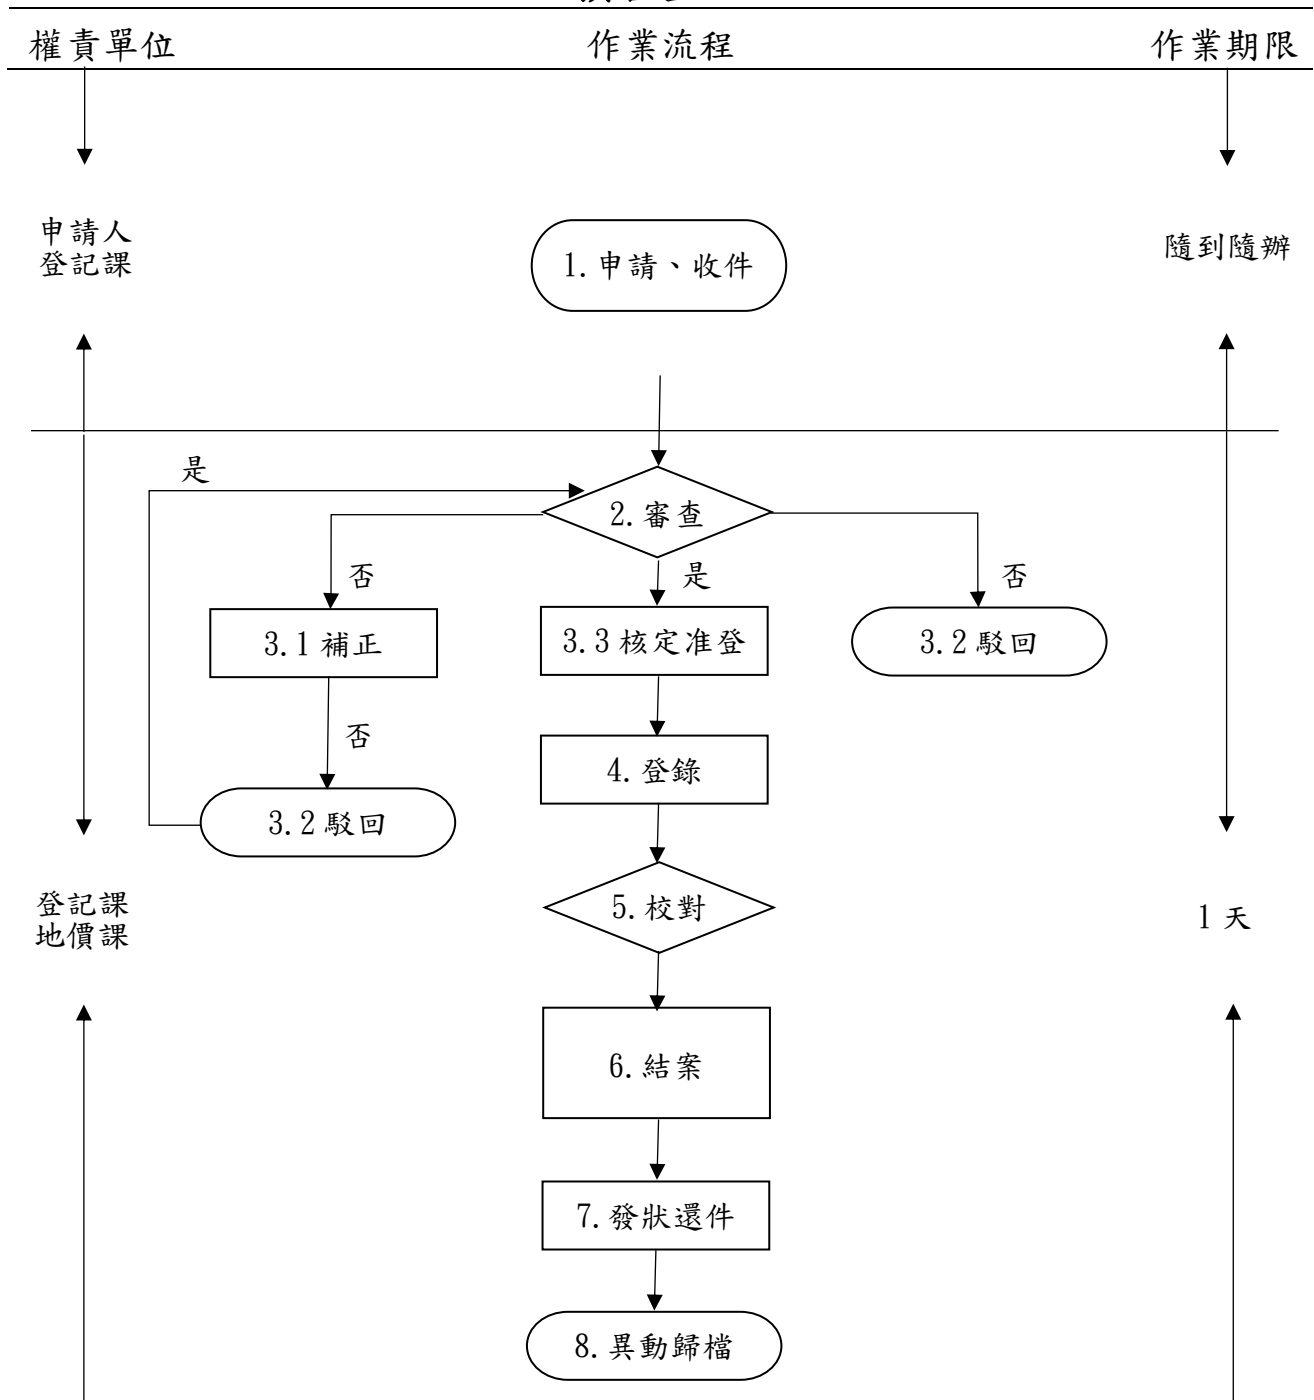 權責單位 作業流程 作業期限
申請人
登記課
1.申請、收件
隨到隨辦
是
2.審查
否
是
否
3.1補正
3.3核定准登
3.2駁回
否
4.登錄
3.2駁回
登記課
地價課
5.校對
1天
6.結案
7.發狀還件
8.異動歸檔